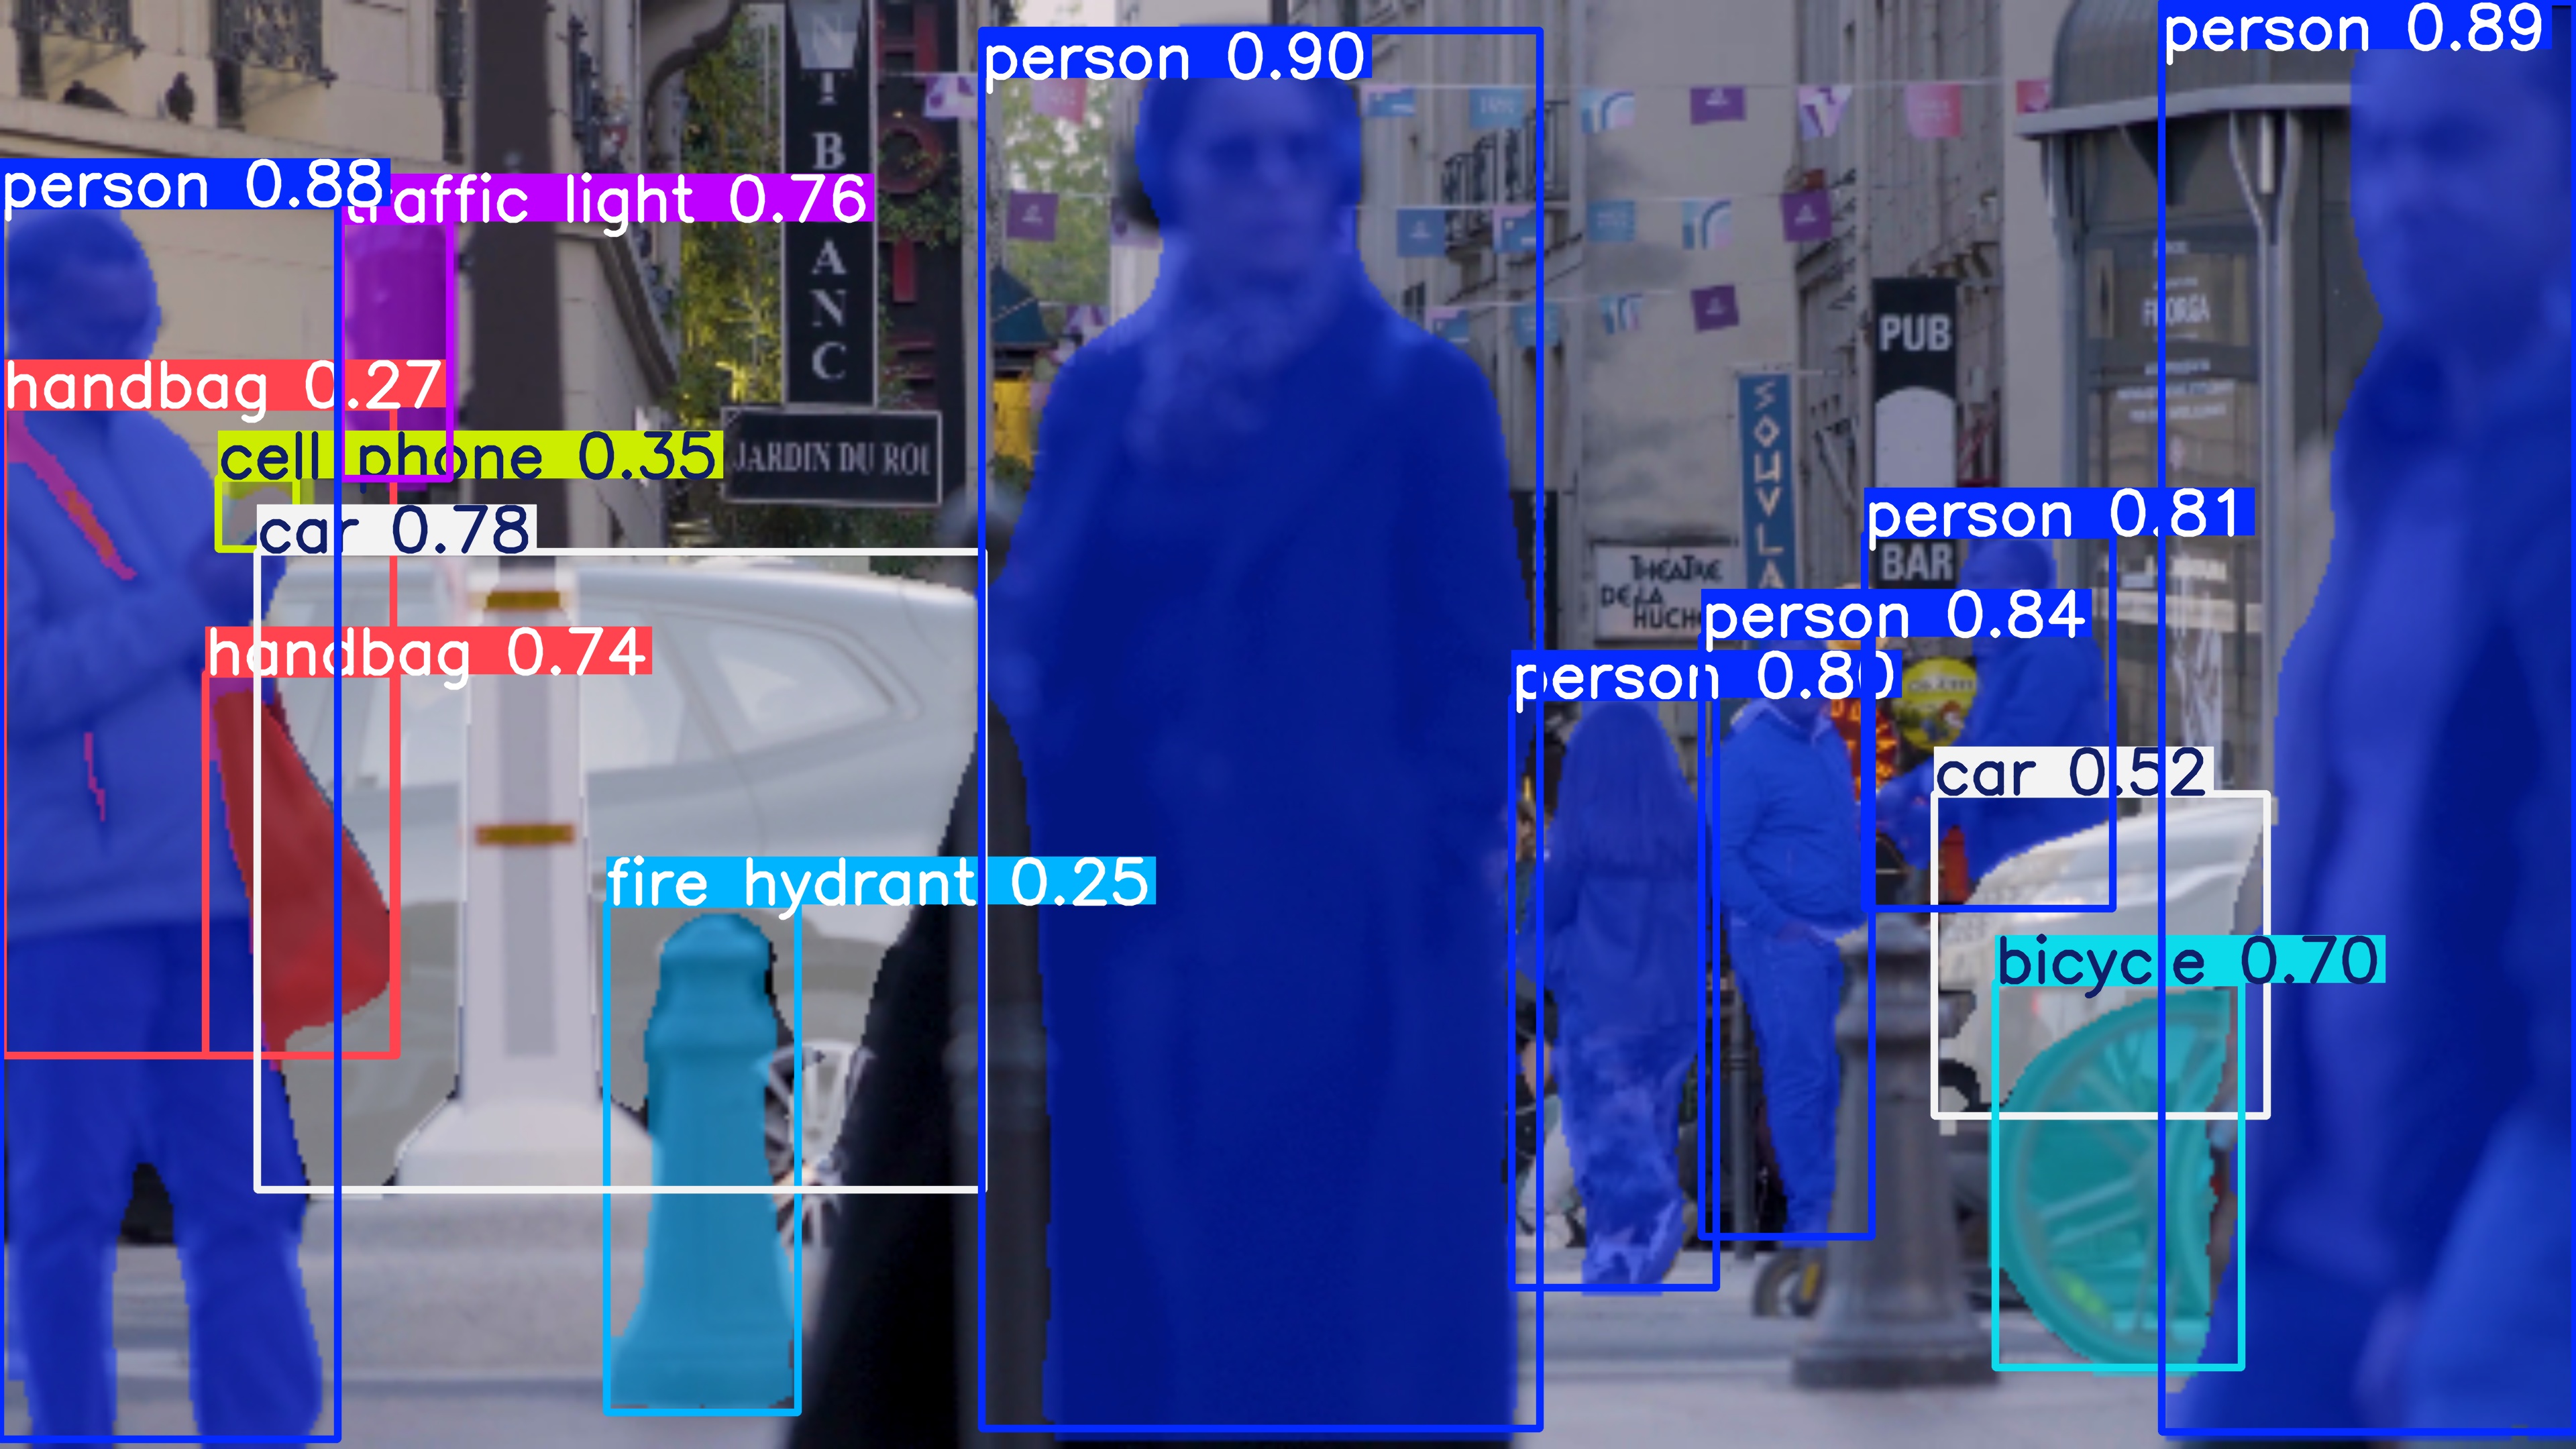 person 0.90
person 0.89
person 0.88
traffic light 0.76
handbag 0.27
cell phone 0.35
car 0.78
handbag 0.74
fire hydrant 0.25
person 0.81
person 0.84
person 0.80
car 0.52
bicycle 0.70
N
T
B
L
A
N
C
JARDIN DU ROI
PUB
BAR
S
O
U
V
L
A
THEATRE
DE LA